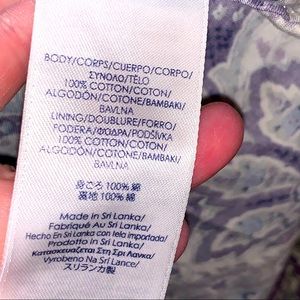 BODY/CORPS/CUERPO/CORPO/
ΣΥΝΟΛΟ/TĚLO
100% COTTON/COTON/
ALGODÓN/COTONE/BAMBAKI/
BAVLNA
LINING/DOUBLURE/FORRO/
FODERA/ΦΟΔΡΑ/PODŠÍVKA
100% COTTON/COTON/
ALGODÓN/COTONE/BAMBAKI/
BAVLNA
身ごろ 100% 綿
裏地 100% 綿
Made in Sri Lanka/
Fabriqué Au Sri Lanka/
Hecho En Sri Lanka con tela importada/
Prodotto In Sri Lanka/
Κατασκευάζεται Στη Σρι Λανκα/
Vyrobeno Na Srí Lance/
スリランカ製